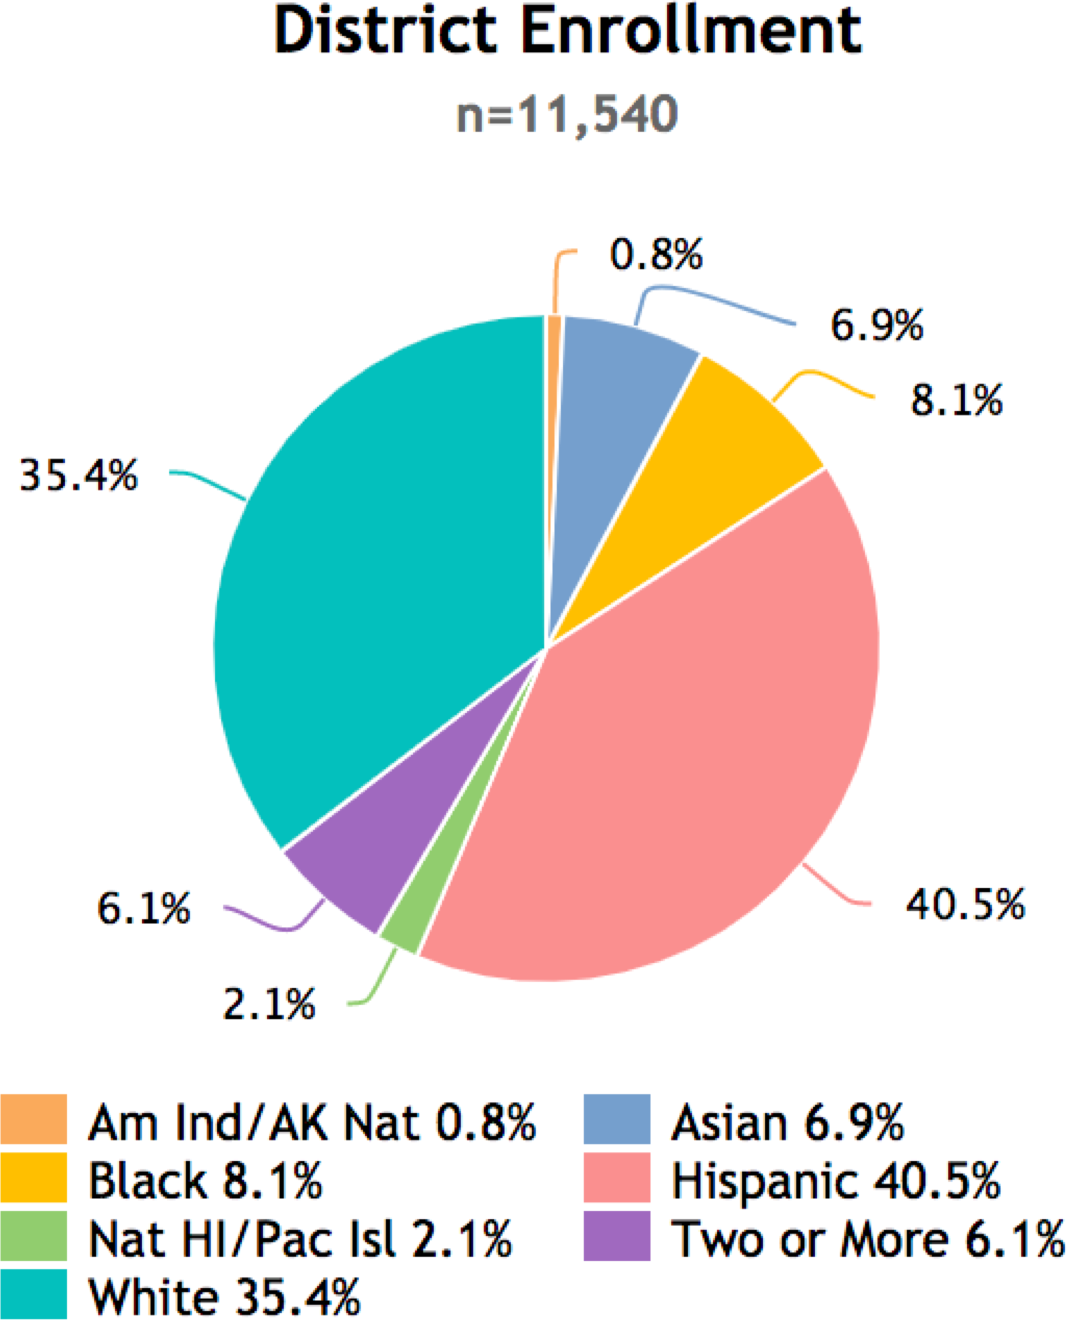 District Enrollment
n=11,540
0.8%
6.9%
8.1%
35.4%
40.5%
6.1%
2.1%
Am Ind/AK Nat 0.8%
Asian 6.9%
Black 8.1%
Hispanic 40.5%
Nat HI/Pac Isl 2.1%
Two or More 6.1%
White 35.4%